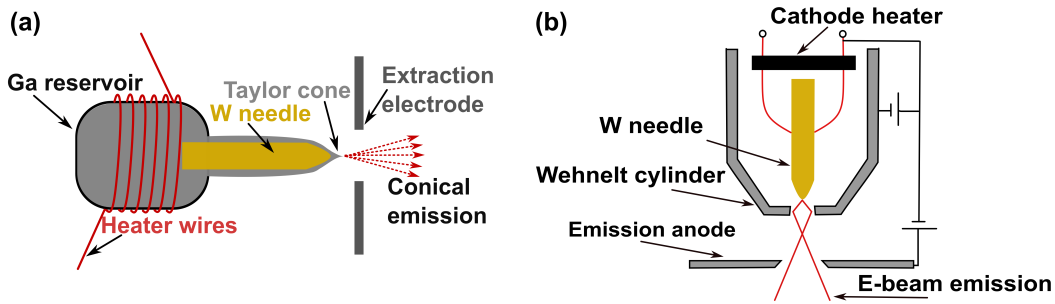 (a)
Ga reservoir
Taylor cone
W needle
Extraction
electrode
Conical
emission
Heater wires
(b)
Cathode heater
W needle
Wehnelt cylinder
Emission anode
E-beam emission